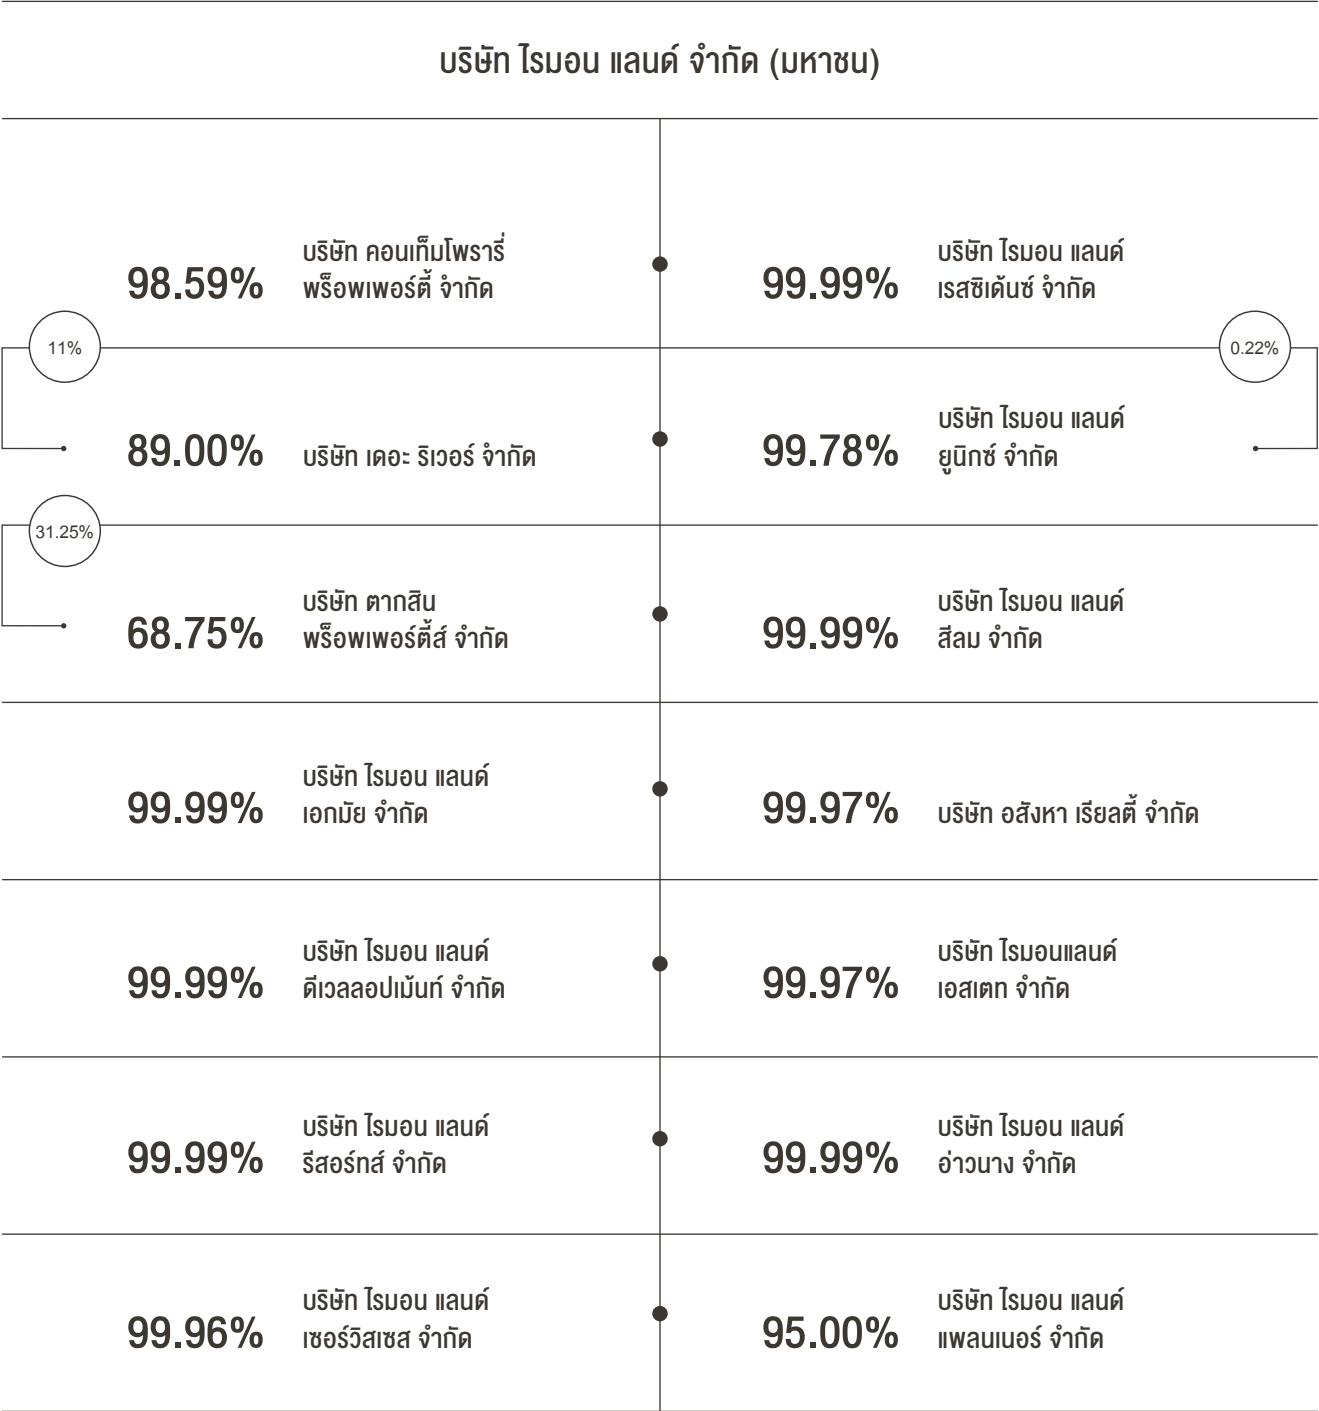 บริษัท ไรมอน แลนด์ จำกัด (มหาชน)
98.59%
บริษัท คอนเท็มโพรารี่
พร็อพเพอร์ตี้ จำกัด
99.99%
บริษัท ไรมอน แลนด์
เรสซิเด้นซ์ จำกัด
11%
0.22%
89.00%
บริษัท เดอะ ริเวอร์ จำกัด
99.78%
บริษัท ไรมอน แลนด์
ยูนิกซ์ จำกัด
31.25%
68.75%
บริษัท ตากสิน
พร็อพเพอร์ตี้ส์ จำกัด
99.99%
บริษัท ไรมอน แลนด์
สีลม จำกัด
99.99%
บริษัท ไรมอน แลนด์
เอกมัย จำกัด
99.97%
บริษัท อสังหา เรียลตี้ จำกัด
99.99%
บริษัท ไรมอน แลนด์
ดีเวลลอปเม้นท์ จำกัด
99.97%
บริษัท ไรมอนแลนด์
เอสเตท จำกัด
99.99%
บริษัท ไรมอน แลนด์
รีสอร์ทส์ จำกัด
99.99%
บริษัท ไรมอน แลนด์
อ่าวนาง จำกัด
99.96%
บริษัท ไรมอน แลนด์
เซอร์วิสเซส จำกัด
95.00%
บริษัท ไรมอน แลนด์
แพลนเนอร์ จำกัด